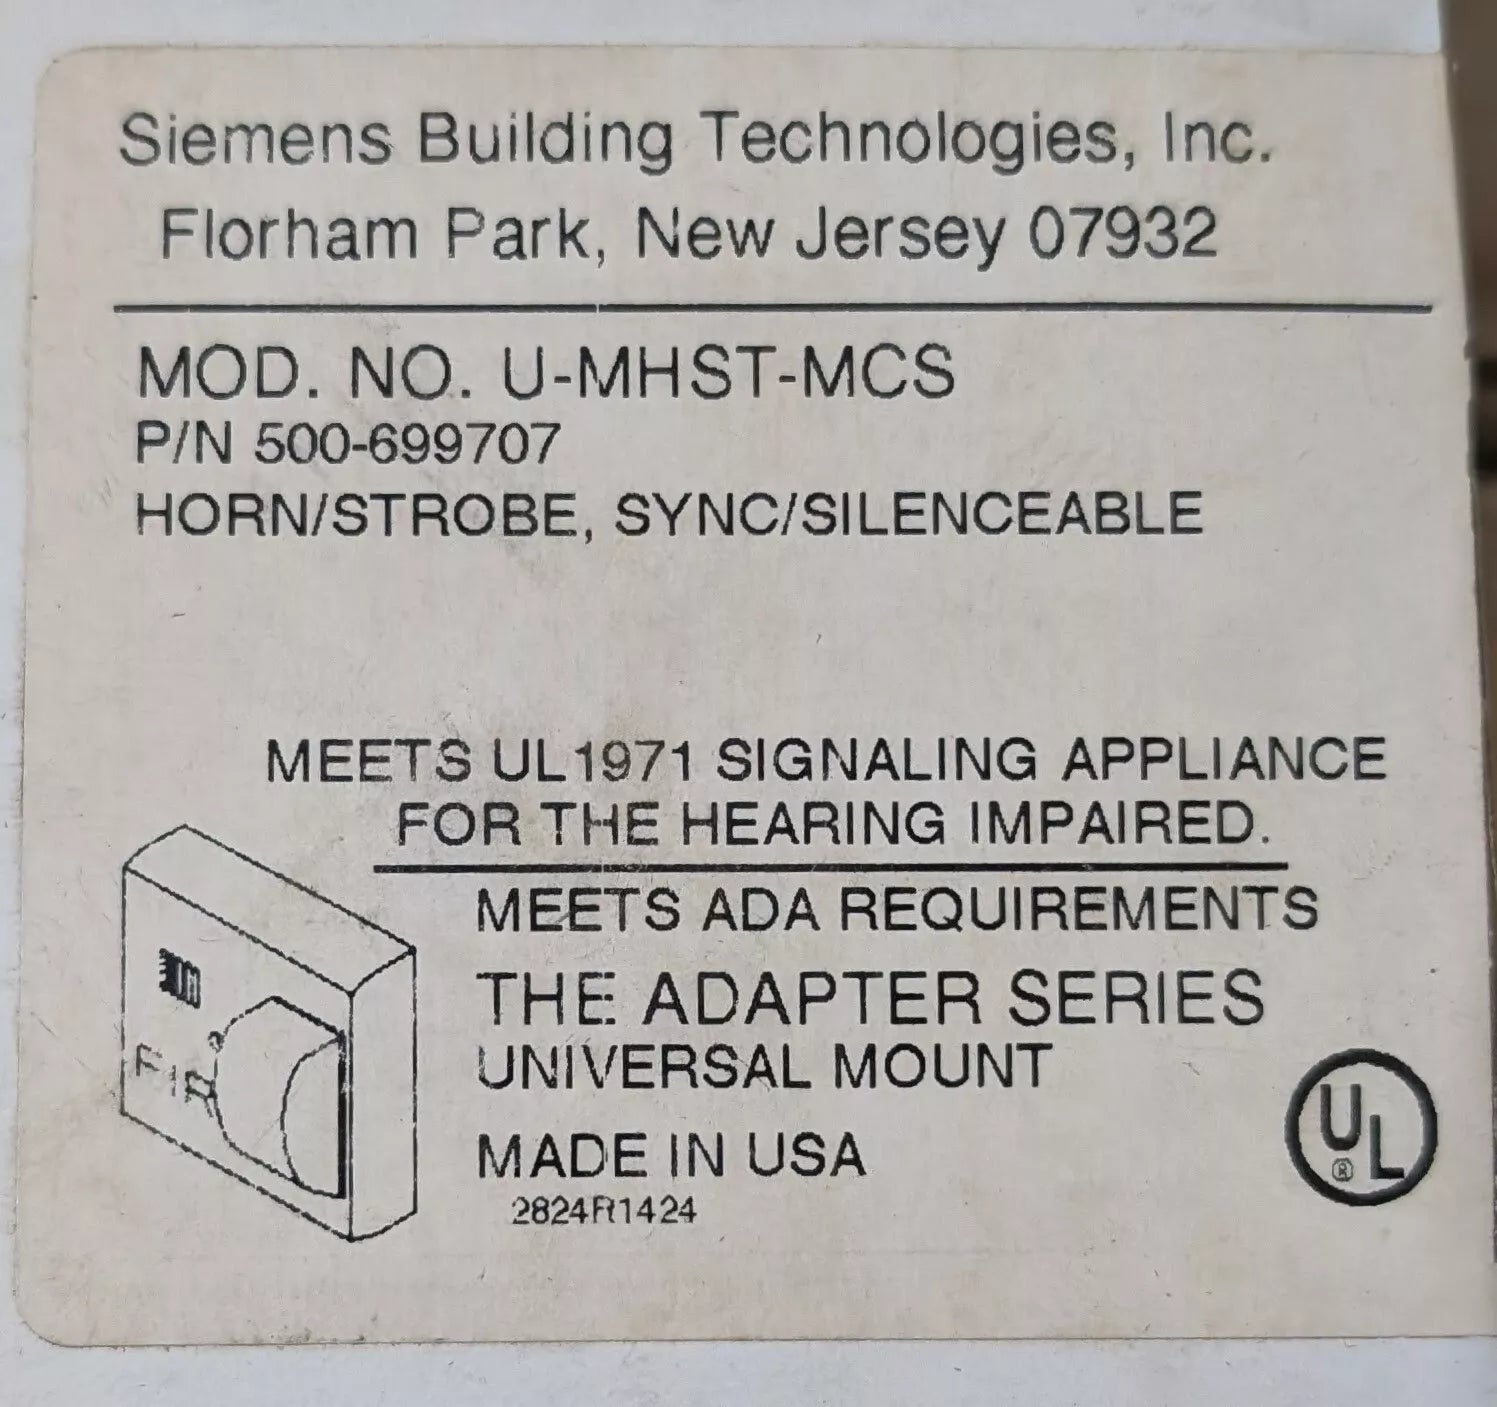 Siemens Building Technologies, Inc.
Florham Park, New Jersey 07932
MOD. NO. U-MHST-MCS
P/N 500-699707
HORN/STROBE, SYNC/SILENCEABLE
MEETS UL1971 SIGNALING APPLIANCE
FOR THE HEARING IMPAIRED.
MEETS ADA REQUIREMENTS
THE ADAPTER SERIES
UNIVERSAL MOUNT
MADE IN USA
2824R1424
FIR
UL
®